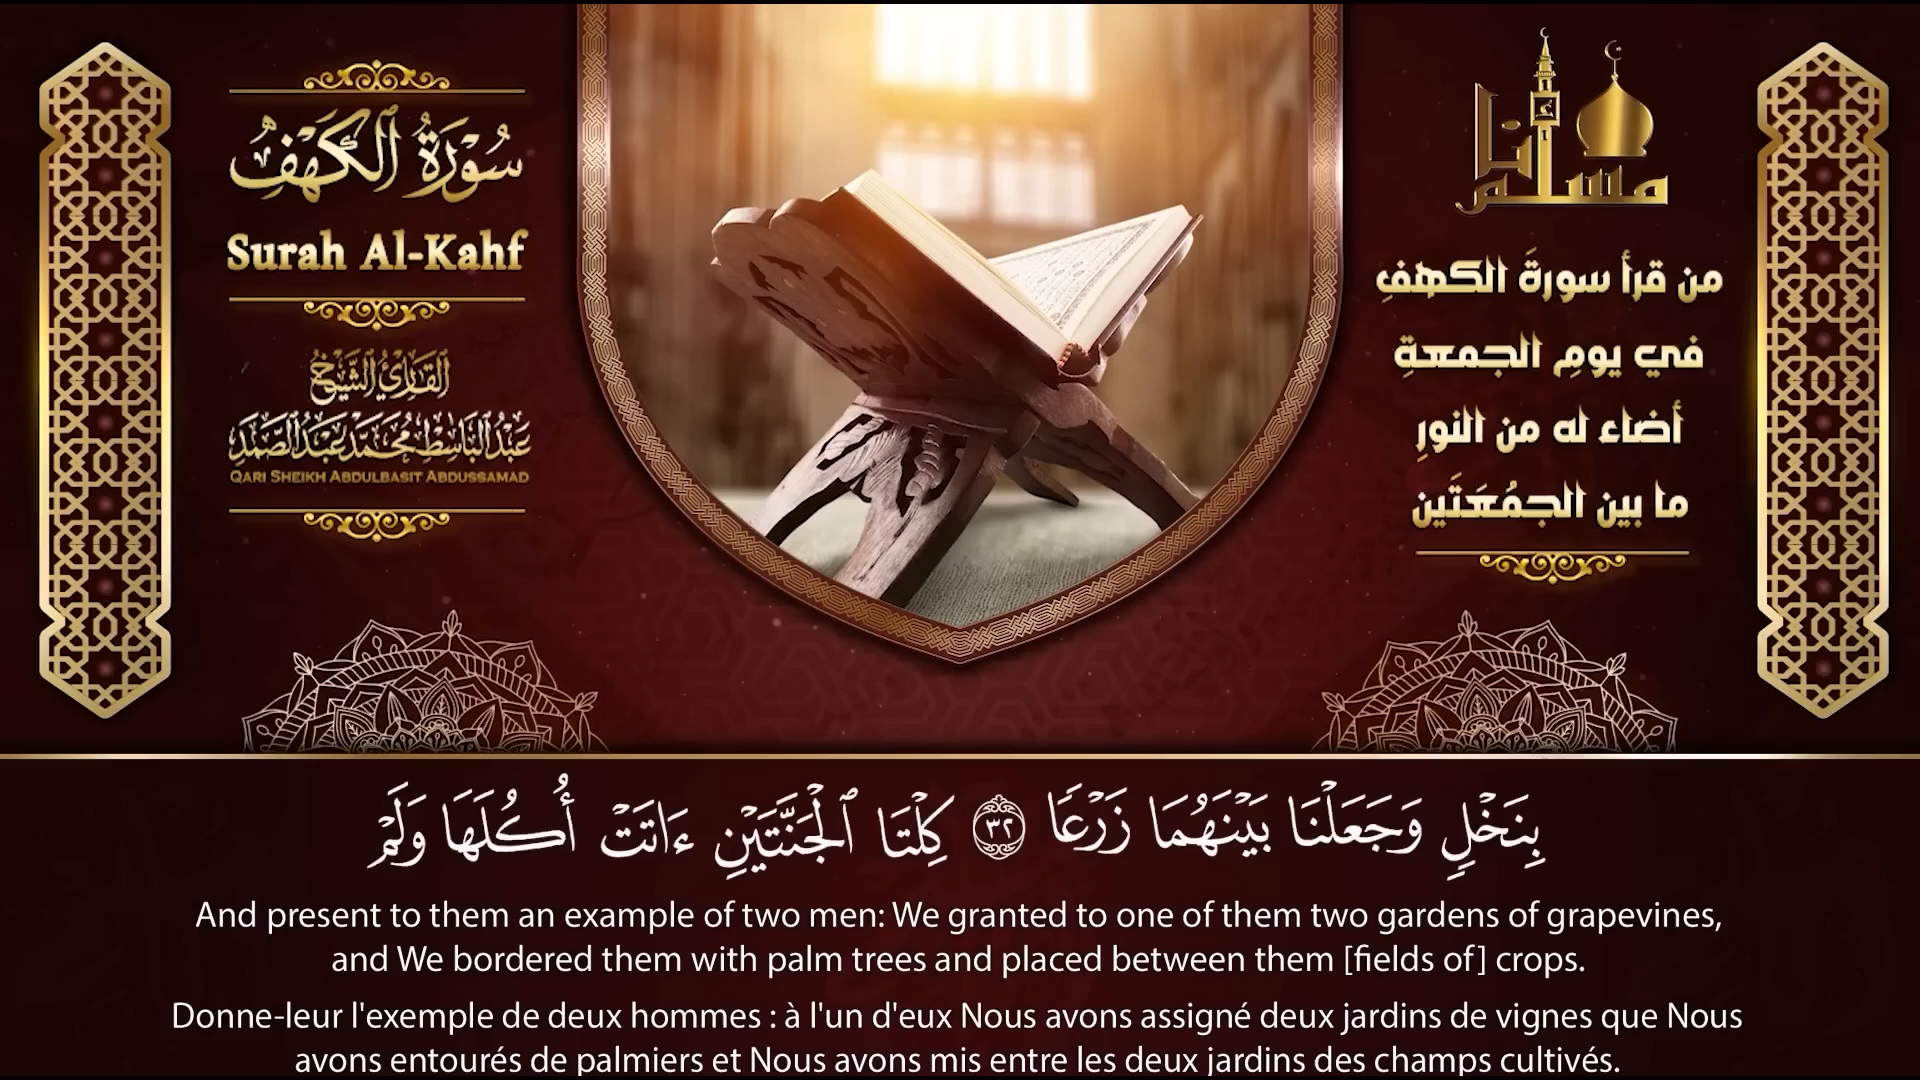 سُورَةُ ٱلْكَهْفِ
Surah Al-Kahf
القارئ الشيخ
عبد الباسط محمد عبد الصمد
QARI SHEIKH ABDULBASIT ABDUSSAMAD
أنا
مسلم
من قرأ سورةَ الكهفِ
في يومِ الجمعةِ
أضاء له من النورِ
ما بين الجمُعَتَين
بِنَخْلٍ وَجَعَلْنَا بَيْنَهُمَا زَرْعًا ٣٢ كِلْتَا ٱلْجَنَّتَيْنِ ءَاتَتْ أُكُلَهَا وَلَمْ
And present to them an example of two men: We granted to one of them two gardens of grapevines,
and We bordered them with palm trees and placed between them [fields of] crops.
Donne-leur l'exemple de deux hommes : à l'un d'eux Nous avons assigné deux jardins de vignes que Nous
avons entourés de palmiers et Nous avons mis entre les deux jardins des champs cultivés.